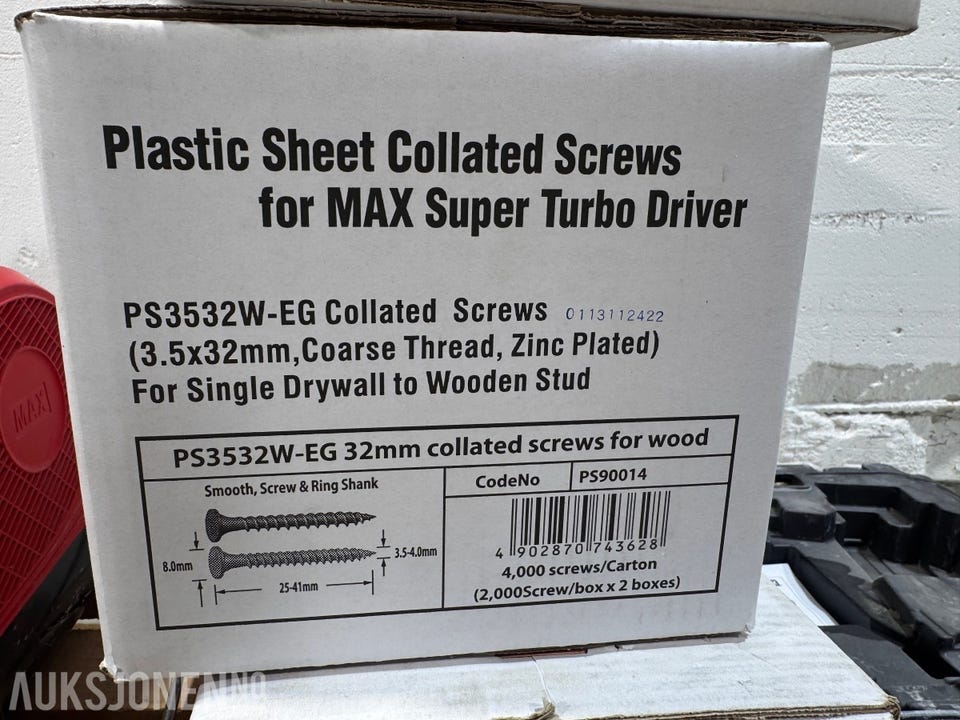 Plastic Sheet Collated Screws
for MAX Super Turbo Driver
PS3532W-EG Collated Screws 0113112422
(3.5x32mm,Coarse Thread, Zinc Plated)
For Single Drywall to Wooden Stud
PS3532W-EG 32mm collated screws for wood
Smooth, Screw & Ring Shank
8.0mm
3.5-4.0mm
25-41mm
CodeNo PS90014
4 902870 743628
4,000 screws/Carton
(2,000Screw/box x 2 boxes)
MAX
AUKSJONEN.NO